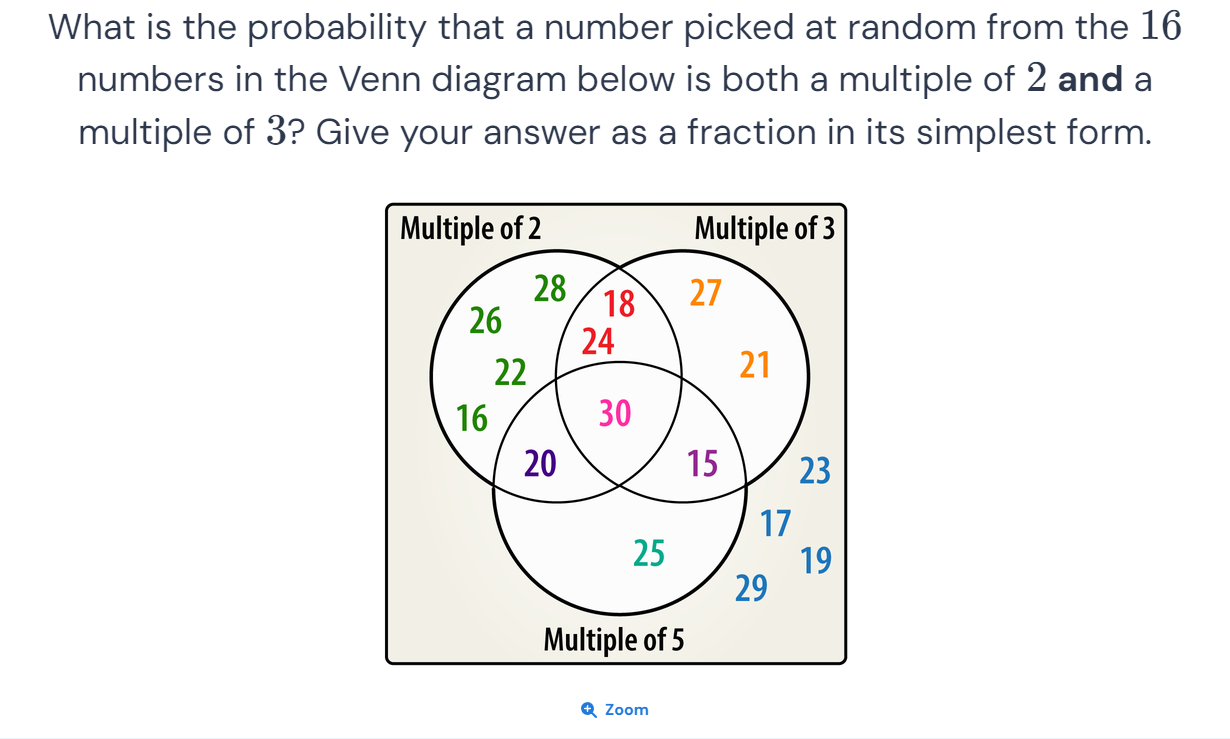 What is the probability that a number picked at random from the 16
numbers in the Venn diagram below is both a multiple of 2 and a
multiple of 3? Give your answer as a fraction in its simplest form.
Multiple of 2 Multiple of 3
28 18 27
26
24
22 21
16 30
20 15 23
17
25 19
29
Multiple of 5
Zoom